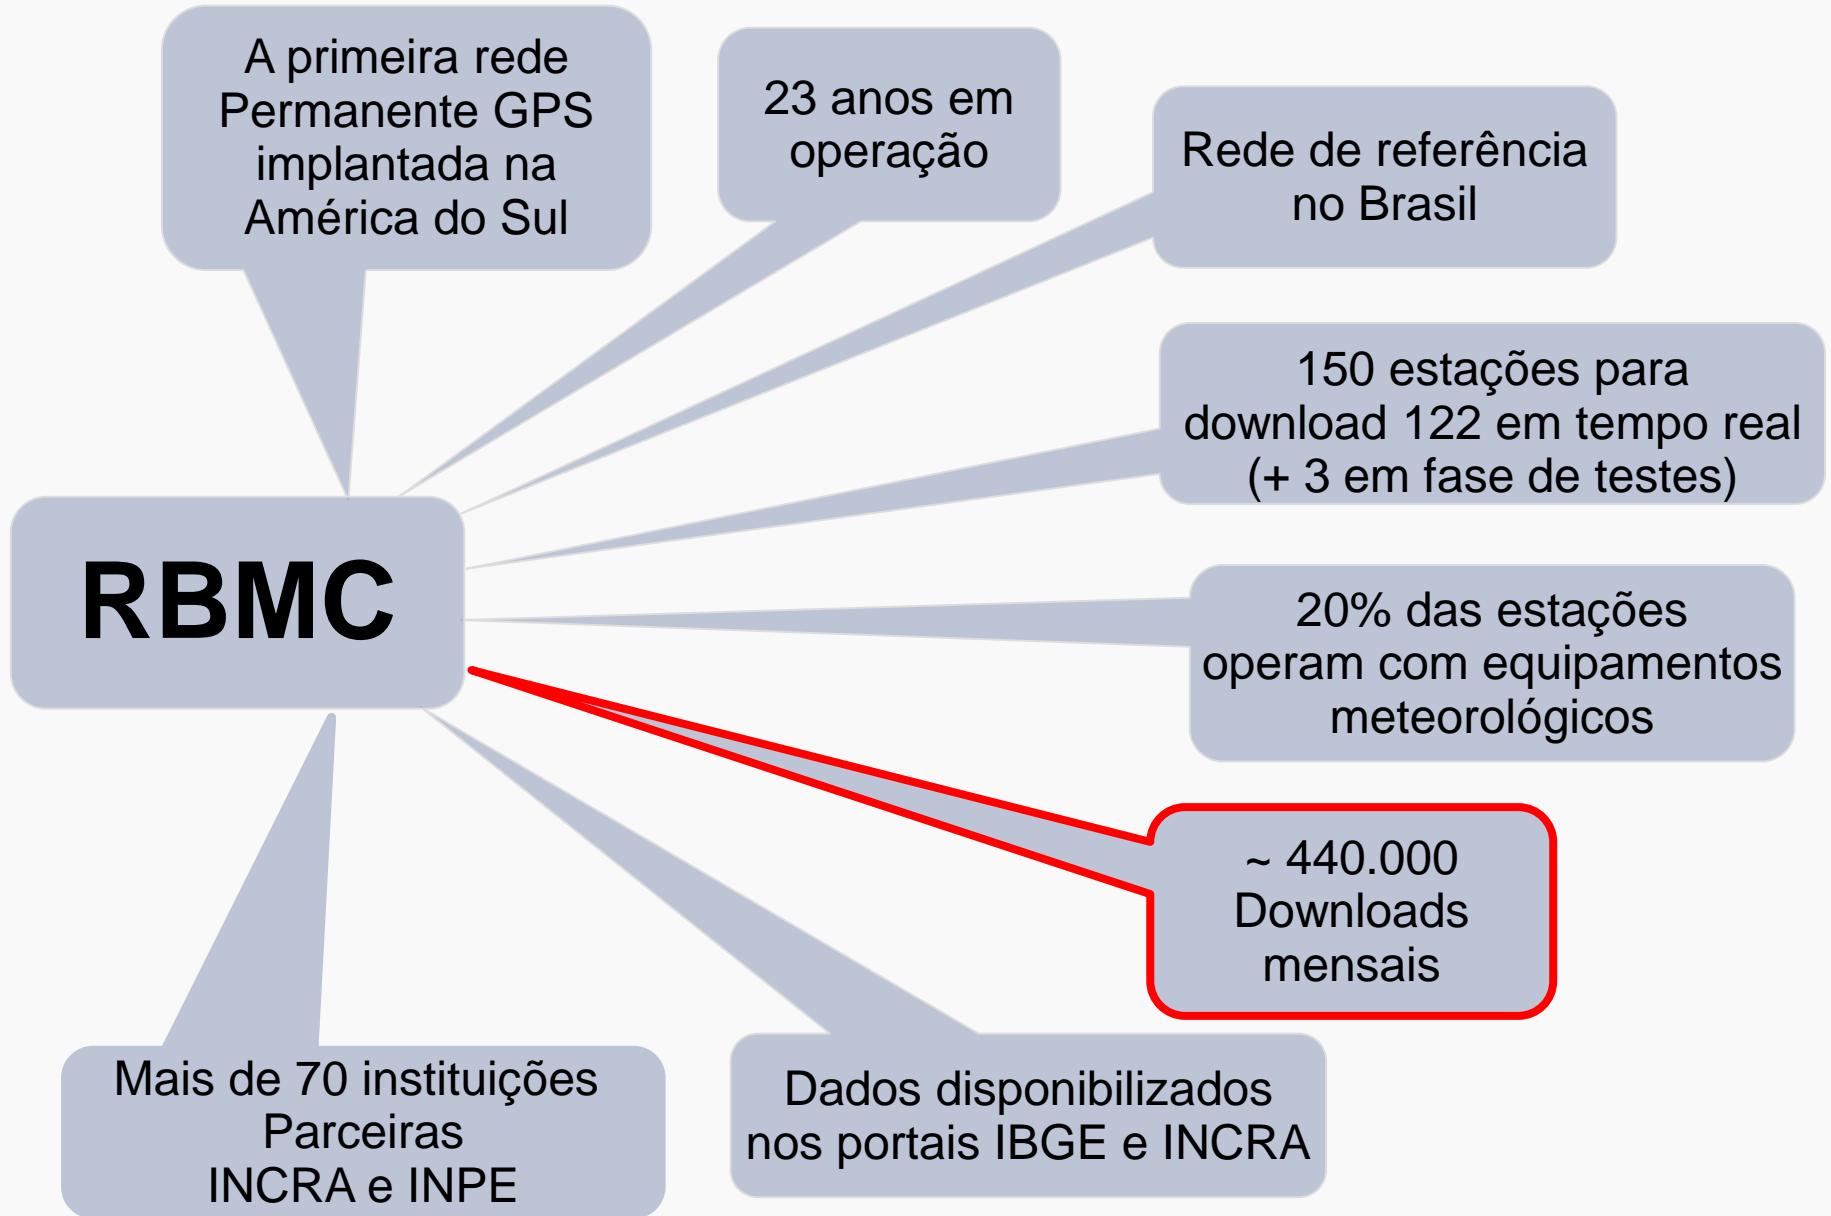 A primeira rede
Permanente GPS
implantada na
América do Sul
23 anos em
operação
Rede de referência
no Brasil
150 estações para
download 122 em tempo real
(+ 3 em fase de testes)
RBMC
20% das estações
operam com equipamentos
meteorológicos
~ 440.000
Downloads
mensais
Mais de 70 instituições
Parceiras
INCRA e INPE
Dados disponibilizados
nos portais IBGE e INCRA